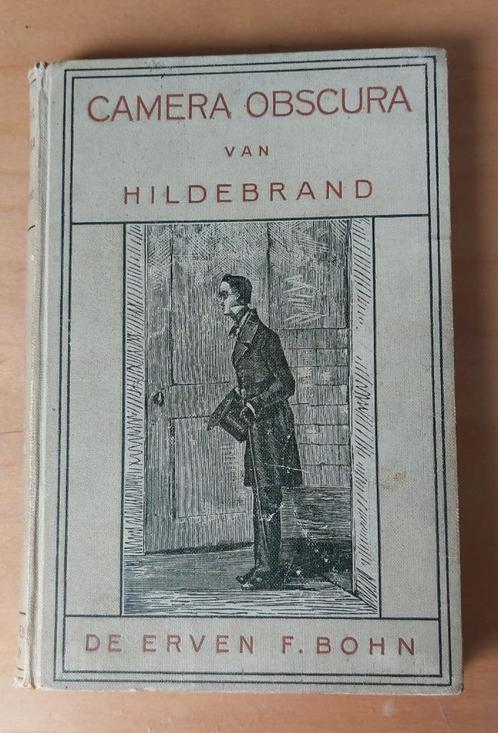 CAMERA OBSCURA
VAN
HILDEBRAND
DE ERVEN F. BOHN